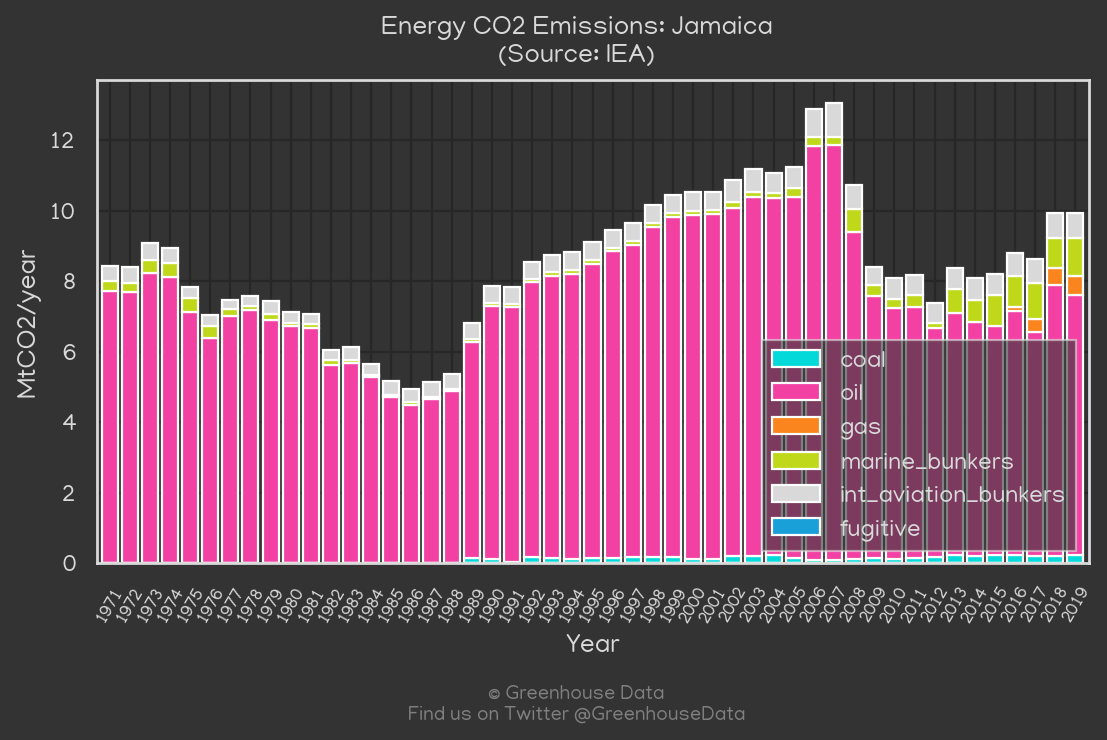 Energy CO2 Emissions: Jamaica
(Source: IEA)
MtCO2/year
12
10
8
6
4
2
0
coal
oil
gas
marine_bunkers
int_aviation_bunkers
fugitive
1971 1972 1973 1974 1975 1976 1977 1978 1979 1980 1981 1982 1983 1984 1985 1986 1987 1988 1989 1990 1991 1992 1993 1994 1995 1996 1997 1998 1999 2000 2001 2002 2003 2004 2005 2006 2007 2008 2009 2010 2011 2012 2013 2014 2015 2016 2017 2018 2019
Year
© Greenhouse Data
Find us on Twitter @GreenhouseData